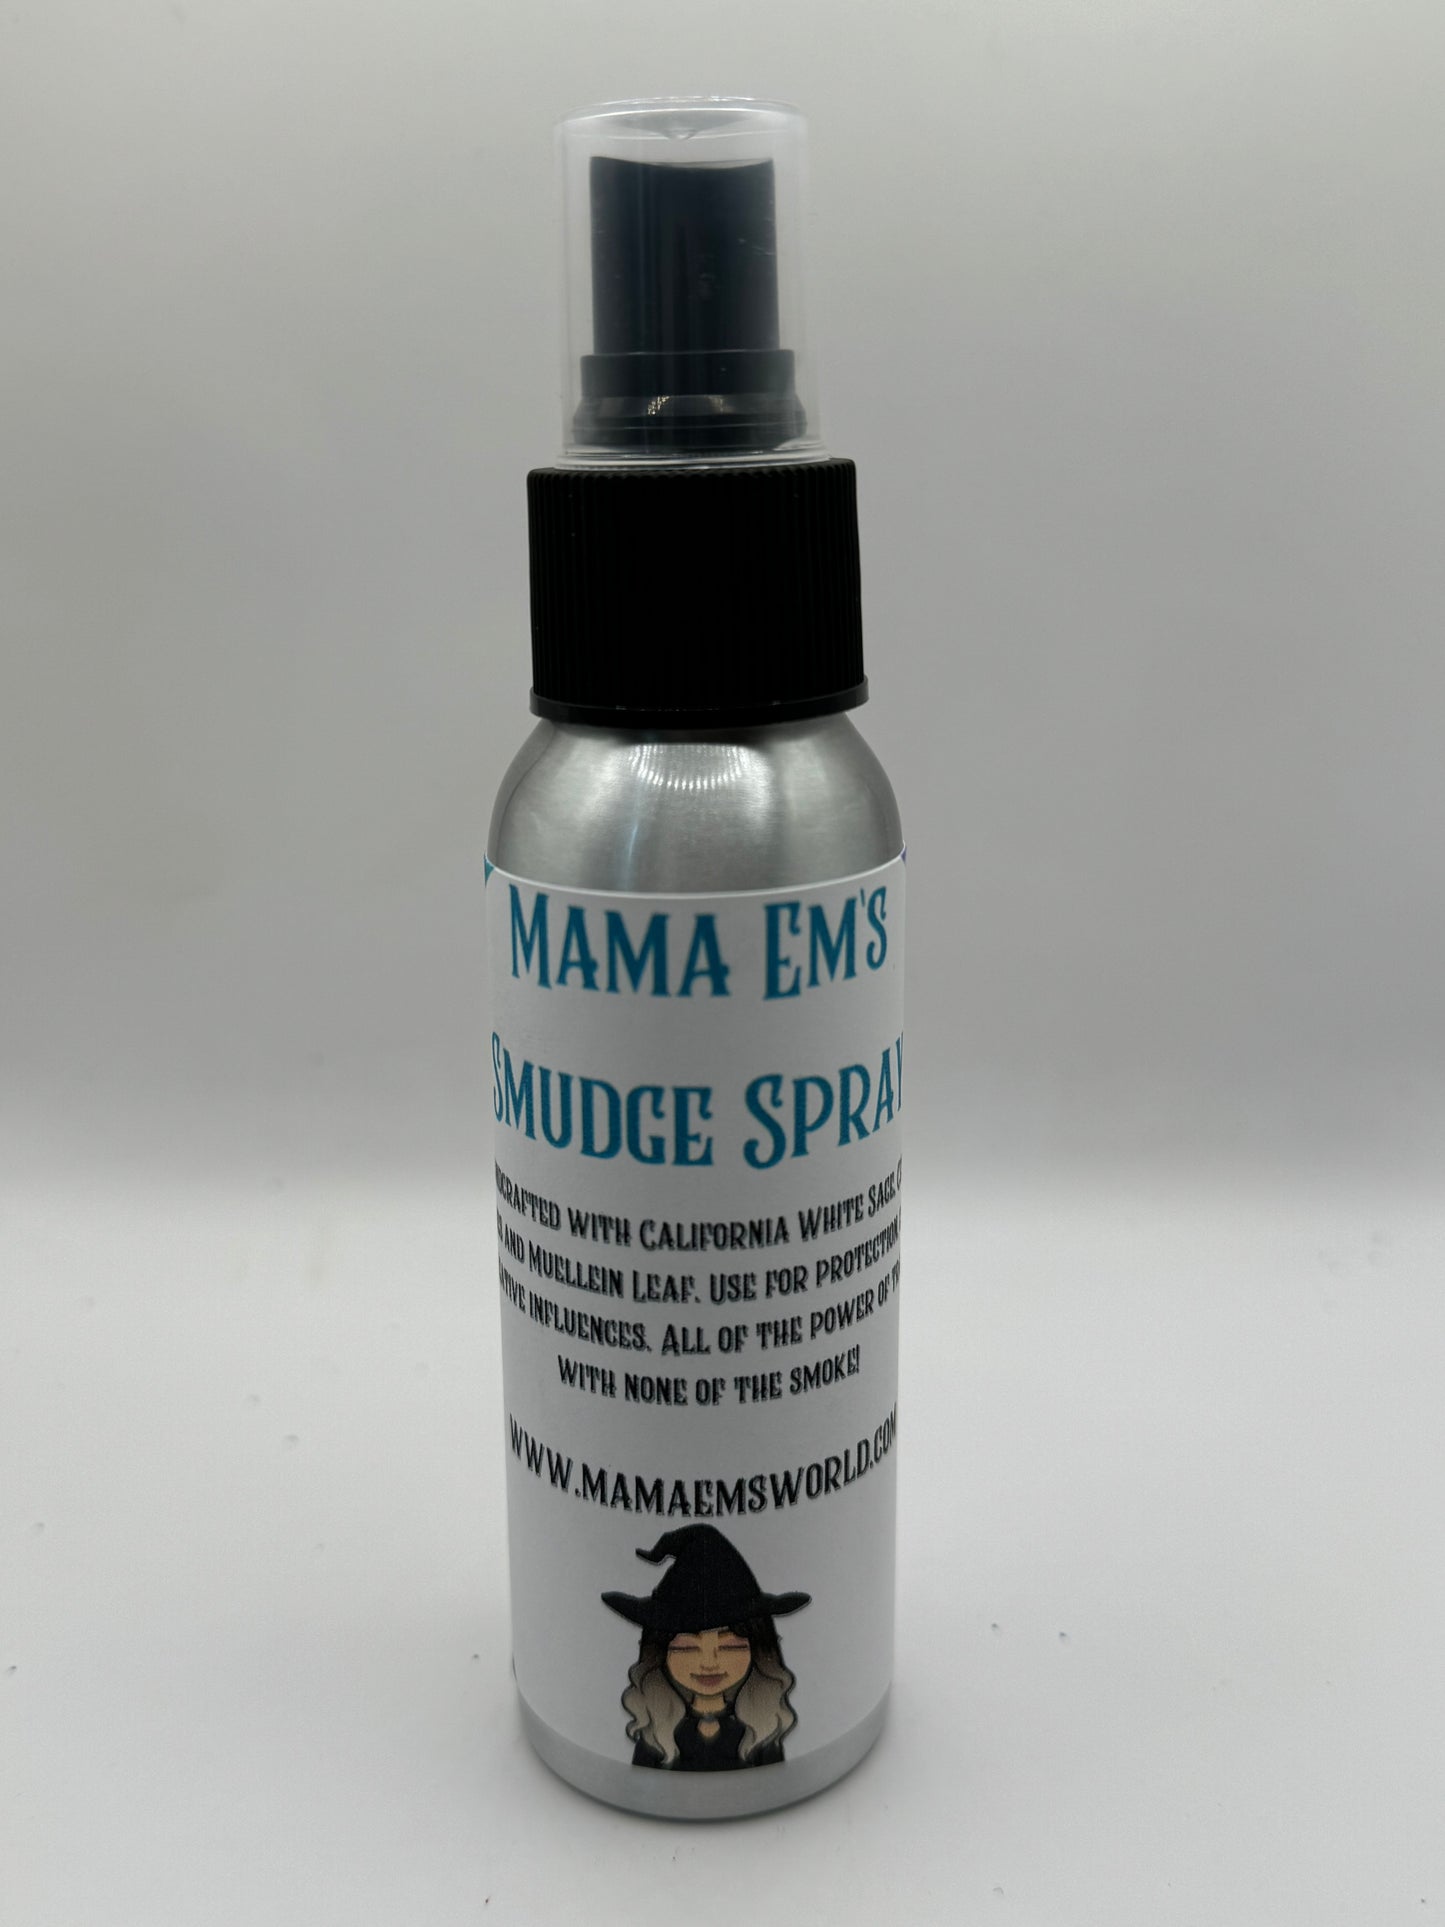 Mama Em's
Smudge Spray
with California White Sage,
and Muellein Leaf. Use for protection
influences. All of the power of
with none of the smoke!
www.mamaemsworld.com